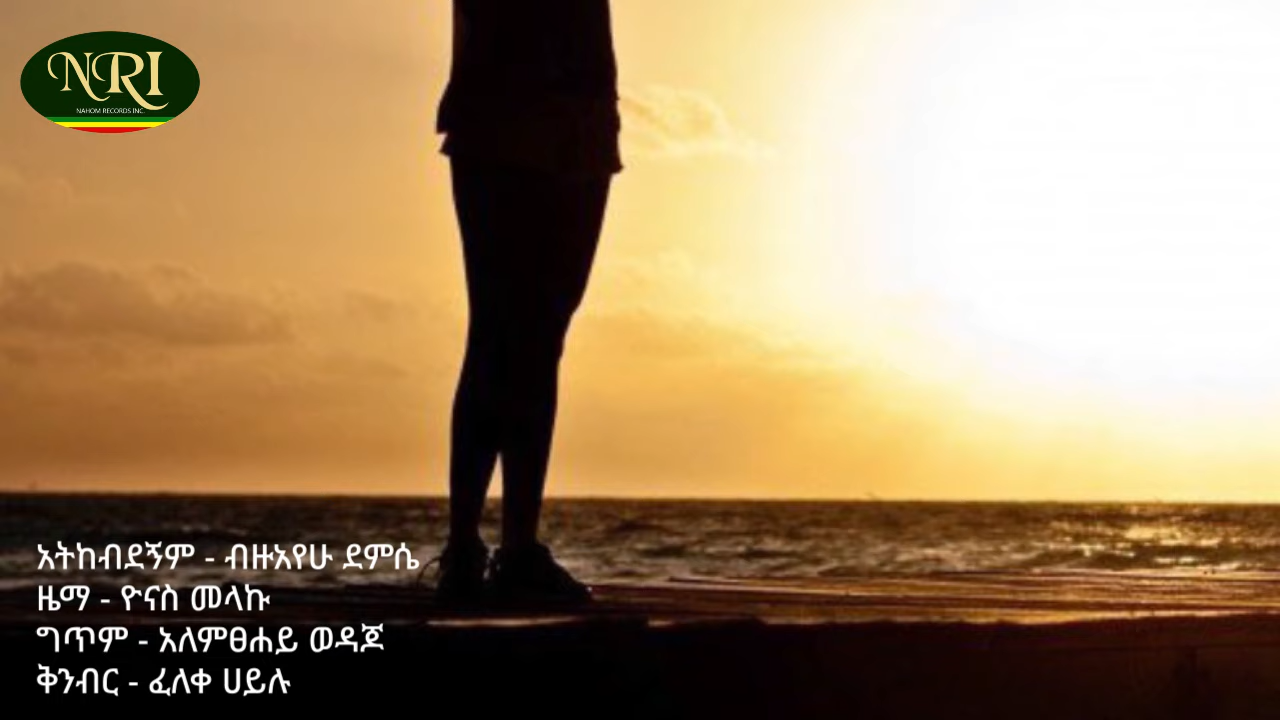 NRI
NAHOM RECORDS INC.
አትከብደኝም - ብዙአየሁ ደምሴ
ዜማ - ዮናስ መላኩ
ግጥም - አለምፀሐይ ወዳጆ
ቅንብር - ፈለቀ ሀይሉ